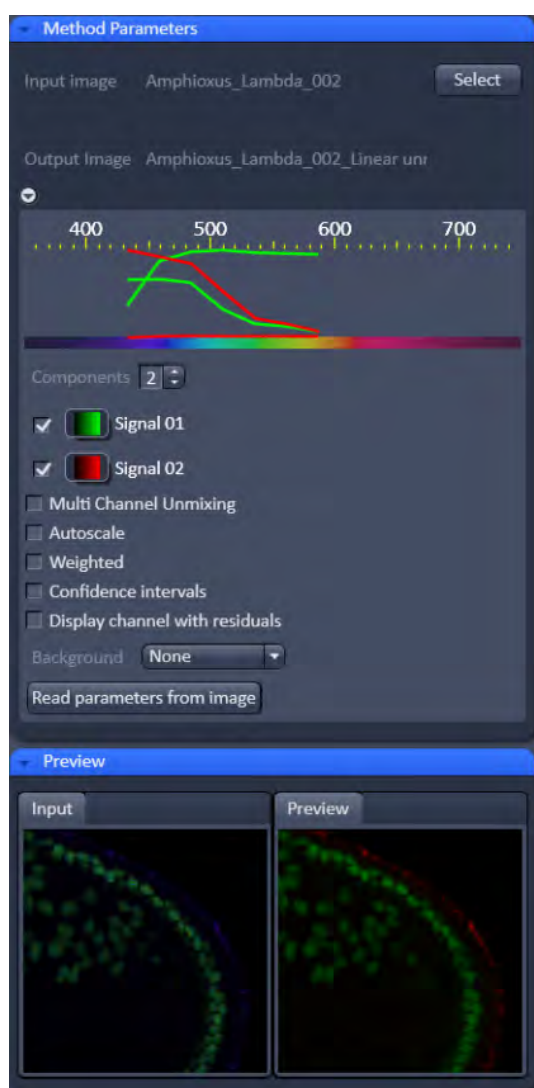 Method Parameters
Input image Amphioxus_Lambda_002 Select
Output Image Amphioxus_Lambda_002_Linear unr
400 500 600 700
Components 2
Signal 01
Signal 02
Multi Channel Unmixing
Autoscale
Weighted
Confidence intervals
Display channel with residuals
Background None
Read parameters from image
Preview
Input Preview